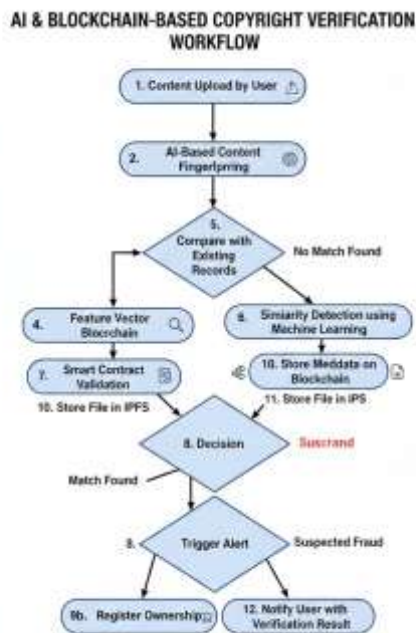 AI & BLOCKCHAIN-BASED COPYRIGHT VERIFICATION
WORKFLOW
1. Content Upload by User
2. AI-Based Content
Fingerlprring
5.
Compare with
Existing
Records
No Match Found
4. Feature Vector
Blocrchain
6. Simiarity Detection using
Machine Learning
7. Smart Contract
Validation
10. Store Meddata on
Blockchain
10. Store File in IPFS
11. Store File in IPS
8. Decision
Suscrand
Match Found
3. Trigger Alert
Suspected Fraud
9b. Register Ownership
12. Notify User with
Verification Result